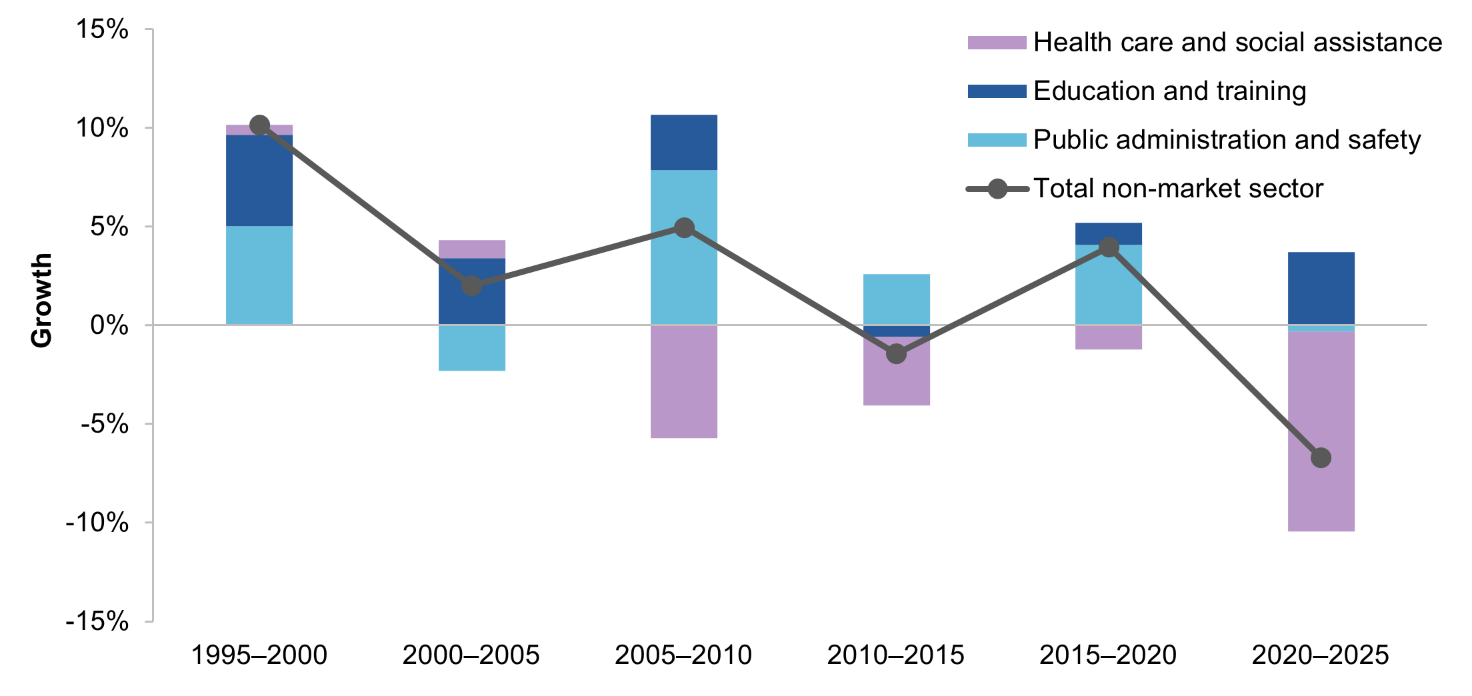 15%
10%
5%
0%
-5%
-10%
-15%
Growth
Health care and social assistance
Education and training
Public administration and safety
Total non-market sector
1995–2000
2000–2005
2005–2010
2010–2015
2015–2020
2020–2025